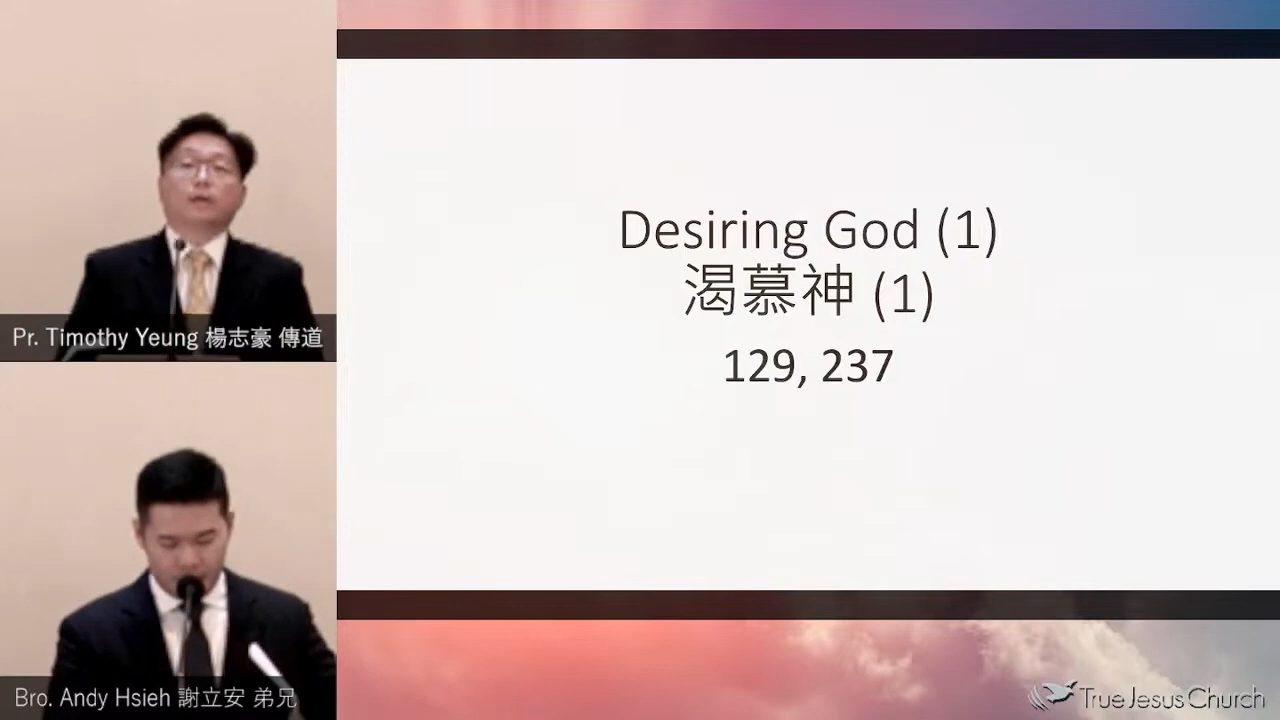 Pr. Timothy Yeung 楊志豪 傳道
Bro. Andy Hsieh 謝立安 弟兄
Desiring God (1)
渴慕神 (1)
129, 237
True Jesus Church